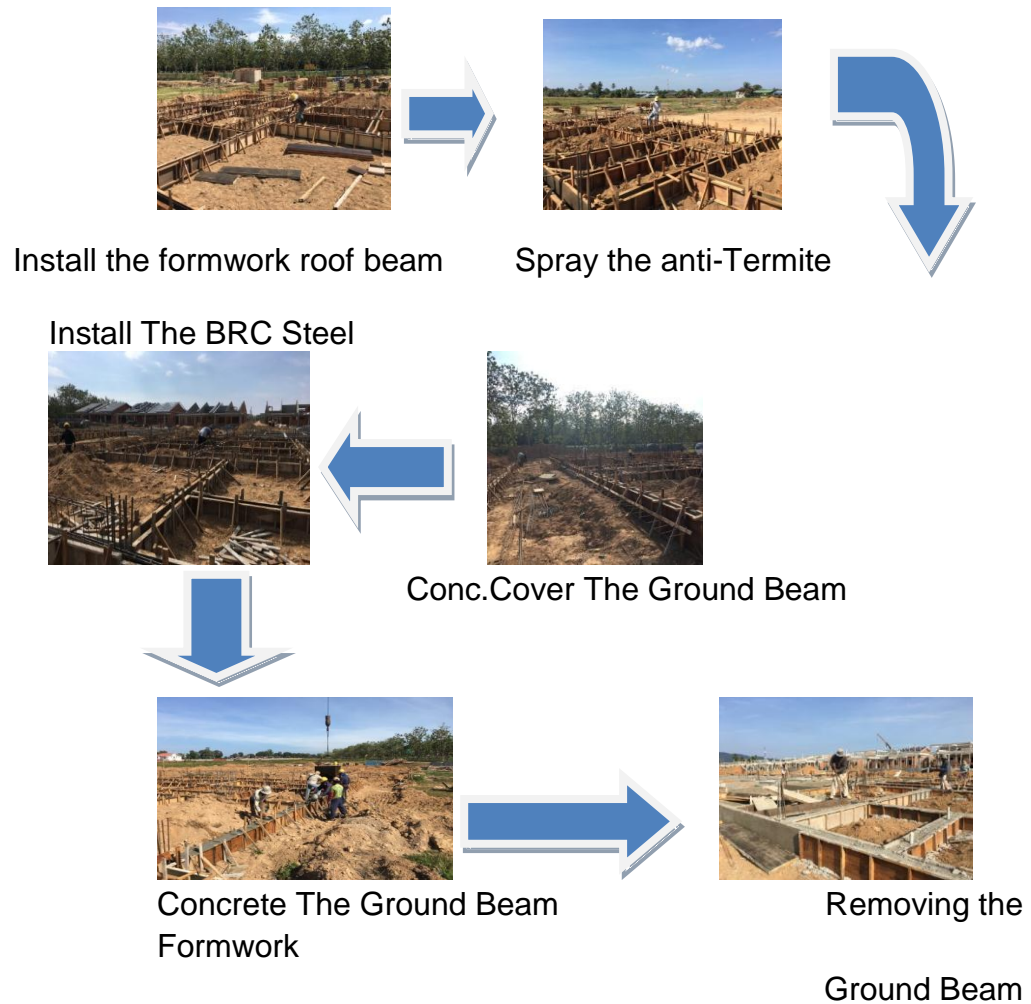 Install the formwork roof beam
Spray the anti-Termite
Install The BRC Steel
Conc.Cover The Ground Beam
Concrete The Ground Beam
Formwork
Removing the
Ground Beam